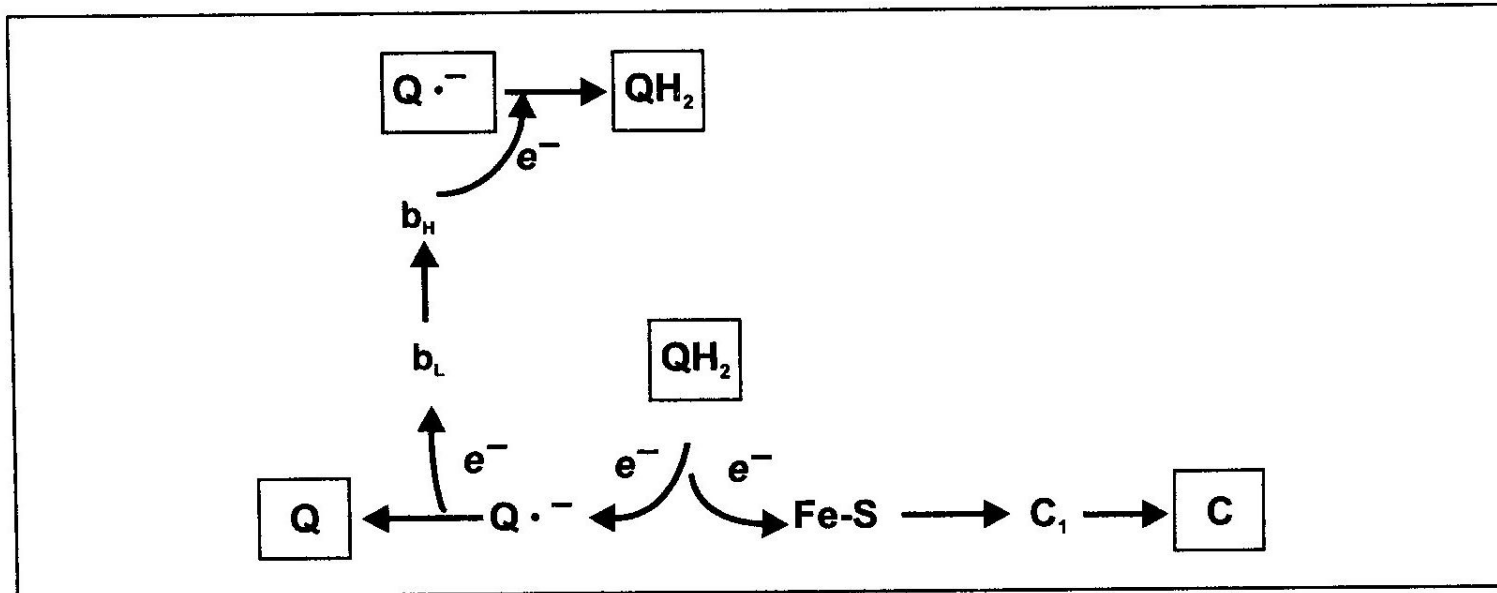 Q·⁻ QH₂
e⁻
b_H
b_L
QH₂
e⁻ e⁻ e⁻
Q Q·⁻ Fe-S C₁ C